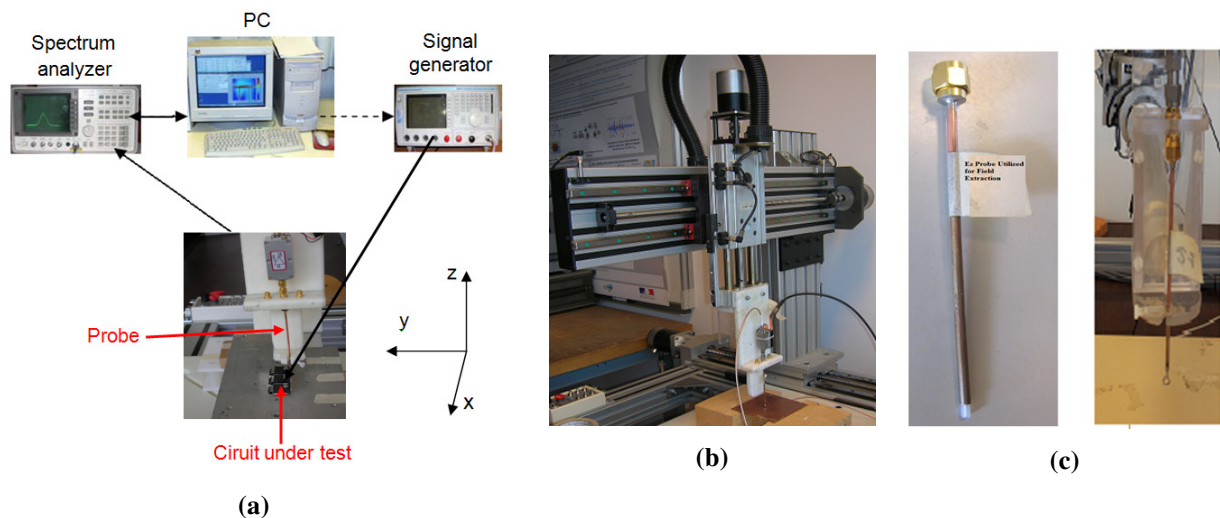 PC
Spectrum
analyzer
Signal
generator
z
y
x
Probe
Ciruit under test
(a)
(b)
Ez Probe Utilized
for Field
Extraction
(c)